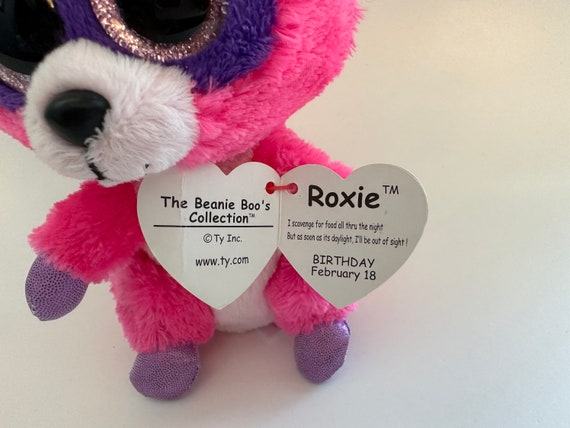 The Beanie Boo's
Collection™
© Ty Inc.
www.ty.com
Roxie™
I scavenge for food all thru the night
But as soon as its daylight, I'll be out of sight !
BIRTHDAY
February 18